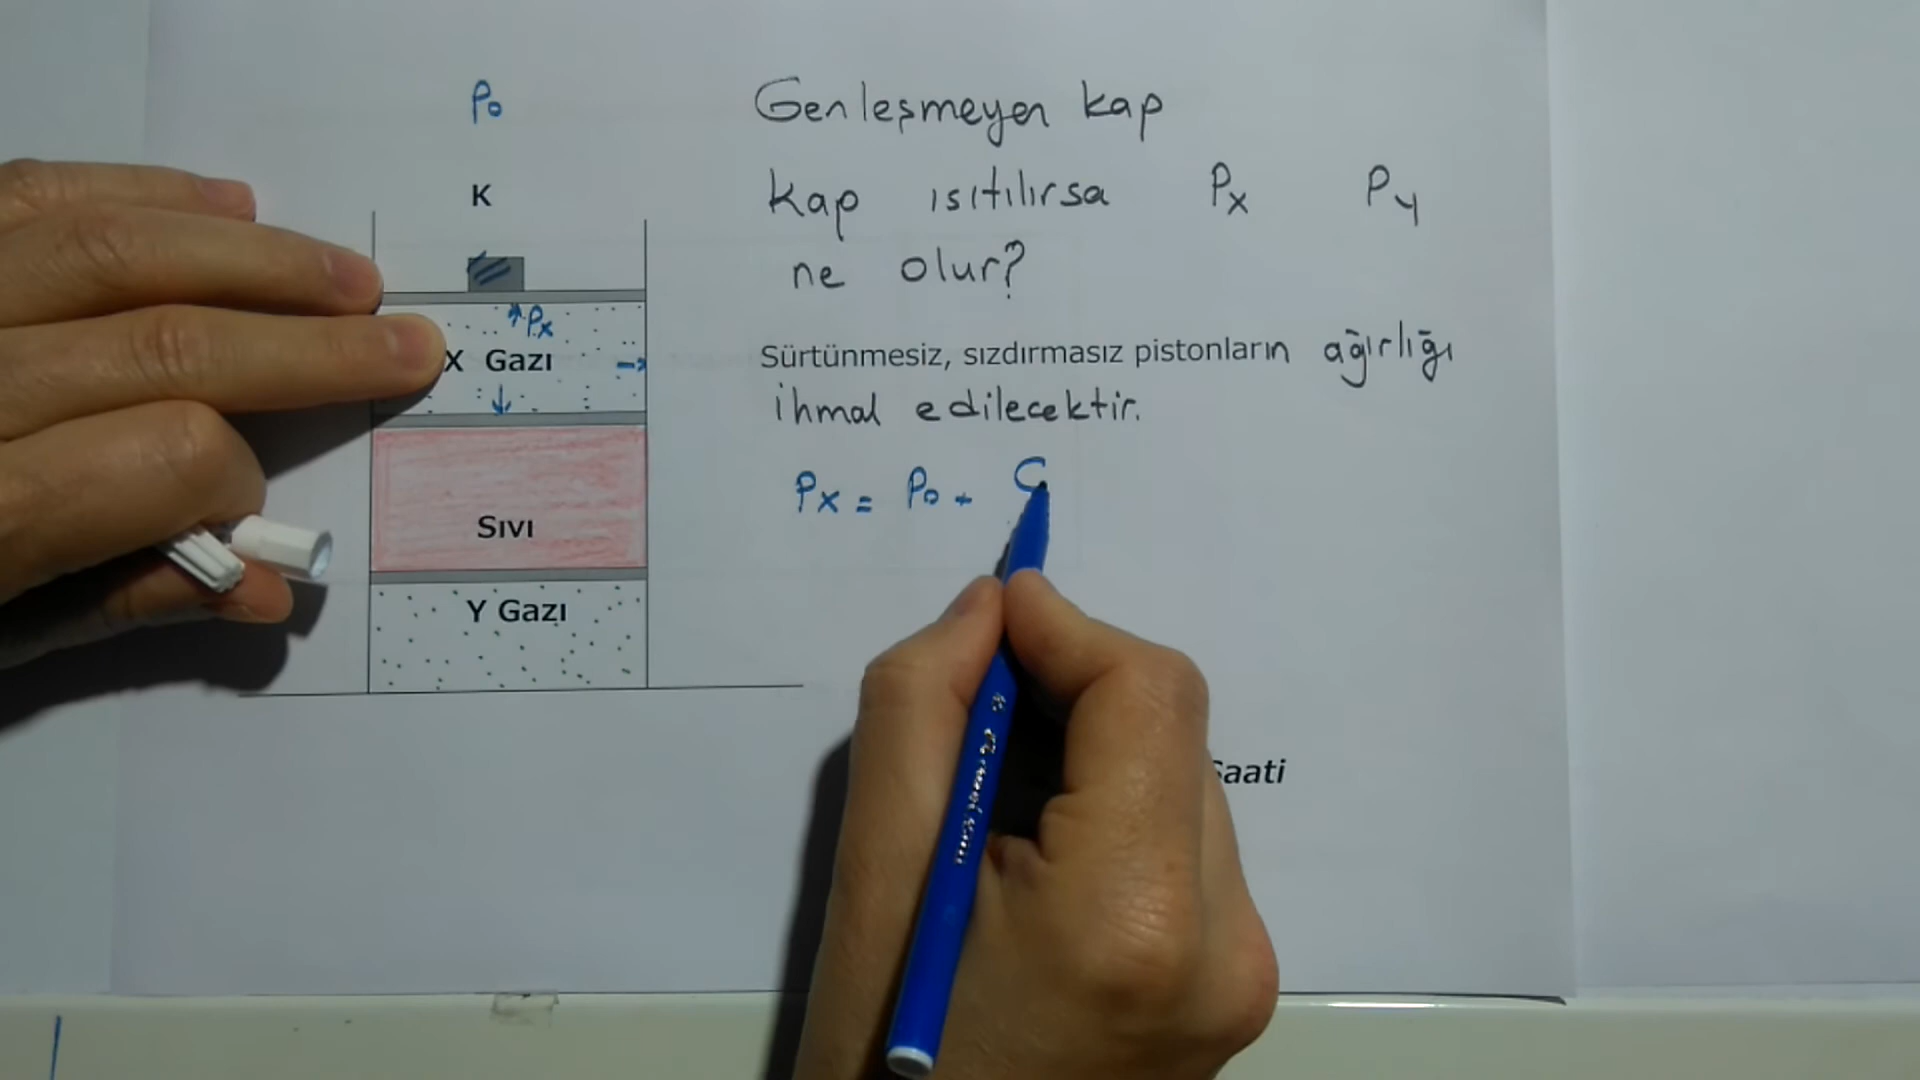 P₀
K
Px
X Gazı
Sıvı
Y Gazı
Genleşmeyen kap
Kap ısıtılırsa Px PY
ne olur?
Sürtünmesiz, sızdırmasız pistonların ağırlığı
ihmal edilecektir.
Px = P₀ +
Saati